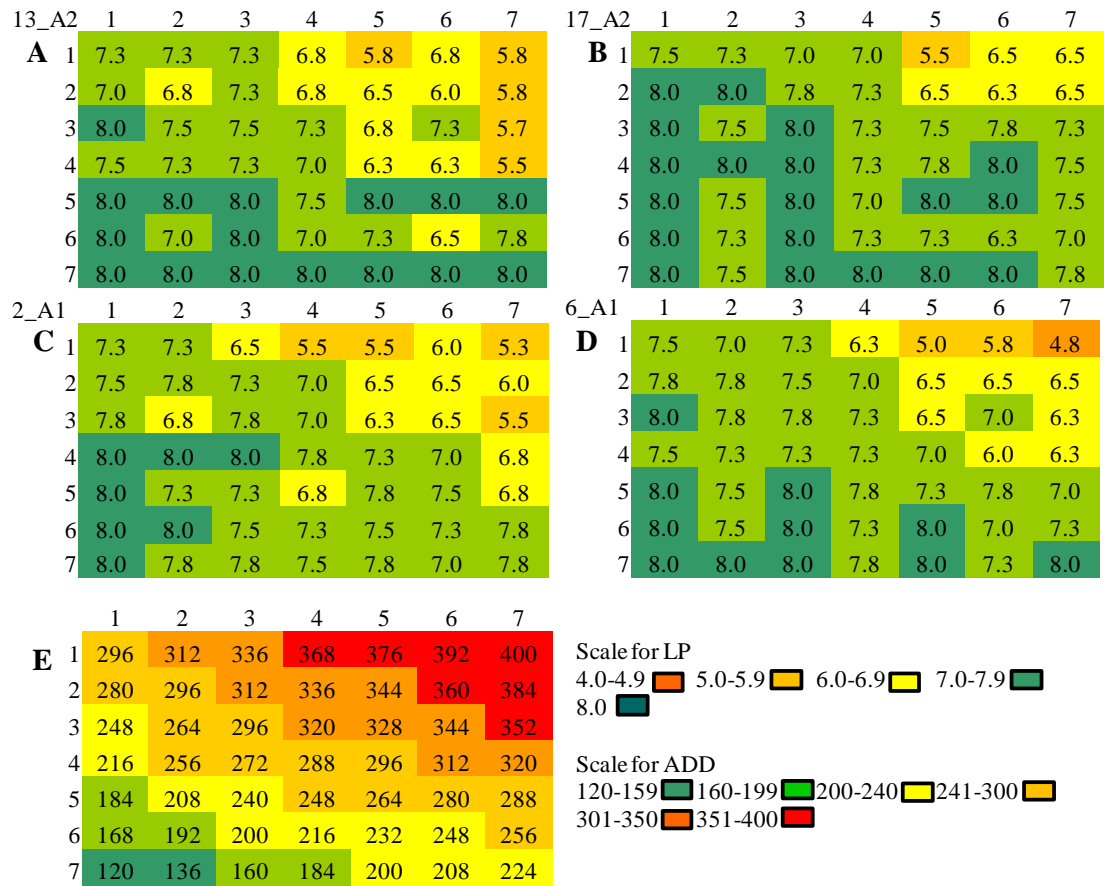 13_A2 1 2 3 4 5 6 7
A 1 7.3 7.3 7.3 6.8 5.8 6.8 5.8
2 7.0 6.8 7.3 6.8 6.5 6.0 5.8
3 8.0 7.5 7.5 7.3 6.8 7.3 5.7
4 7.5 7.3 7.3 7.0 6.3 6.3 5.5
5 8.0 8.0 8.0 7.5 8.0 8.0 8.0
6 8.0 7.0 8.0 7.0 7.3 6.5 7.8
7 8.0 8.0 8.0 8.0 8.0 8.0 8.0
17_A2 1 2 3 4 5 6 7
B 1 7.5 7.3 7.0 7.0 5.5 6.5 6.5
2 8.0 8.0 7.8 7.3 6.5 6.3 6.5
3 8.0 7.5 8.0 7.3 7.5 7.8 7.3
4 8.0 8.0 8.0 7.3 7.8 8.0 7.5
5 8.0 7.5 8.0 7.0 8.0 8.0 7.5
6 8.0 7.3 8.0 7.3 7.3 6.3 7.0
7 8.0 7.5 8.0 8.0 8.0 8.0 7.8
2_A1 1 2 3 4 5 6 7
C 1 7.3 7.3 6.5 5.5 5.5 6.0 5.3
2 7.5 7.8 7.3 7.0 6.5 6.5 6.0
3 7.8 6.8 7.8 7.0 6.3 6.5 5.5
4 8.0 8.0 8.0 7.8 7.3 7.0 6.8
5 8.0 7.3 7.3 6.8 7.8 7.5 6.8
6 8.0 8.0 7.5 7.3 7.5 7.3 7.8
7 8.0 7.8 7.8 7.5 7.8 7.0 7.8
6_A1 1 2 3 4 5 6 7
D 1 7.5 7.0 7.3 6.3 5.0 5.8 4.8
2 7.8 7.8 7.5 7.0 6.5 6.5 6.5
3 8.0 7.8 7.8 7.3 6.5 7.0 6.3
4 7.5 7.3 7.3 7.3 7.0 6.0 6.3
5 8.0 7.5 8.0 7.8 7.3 7.8 7.0
6 8.0 7.5 8.0 7.3 8.0 7.0 7.3
7 8.0 8.0 8.0 7.8 8.0 7.3 8.0
1 2 3 4 5 6 7
E 1 296 312 336 368 376 392 400
2 280 296 312 336 344 360 384
3 248 264 296 320 328 344 352
4 216 256 272 288 296 312 320
5 184 208 240 248 264 280 288
6 168 192 200 216 232 248 256
7 120 136 160 184 200 208 224
Scale for LP
4.0-4.9 5.0-5.9 6.0-6.9 7.0-7.9
8.0
Scale for ADD
120-159 160-199 200-240 241-300
301-350 351-400